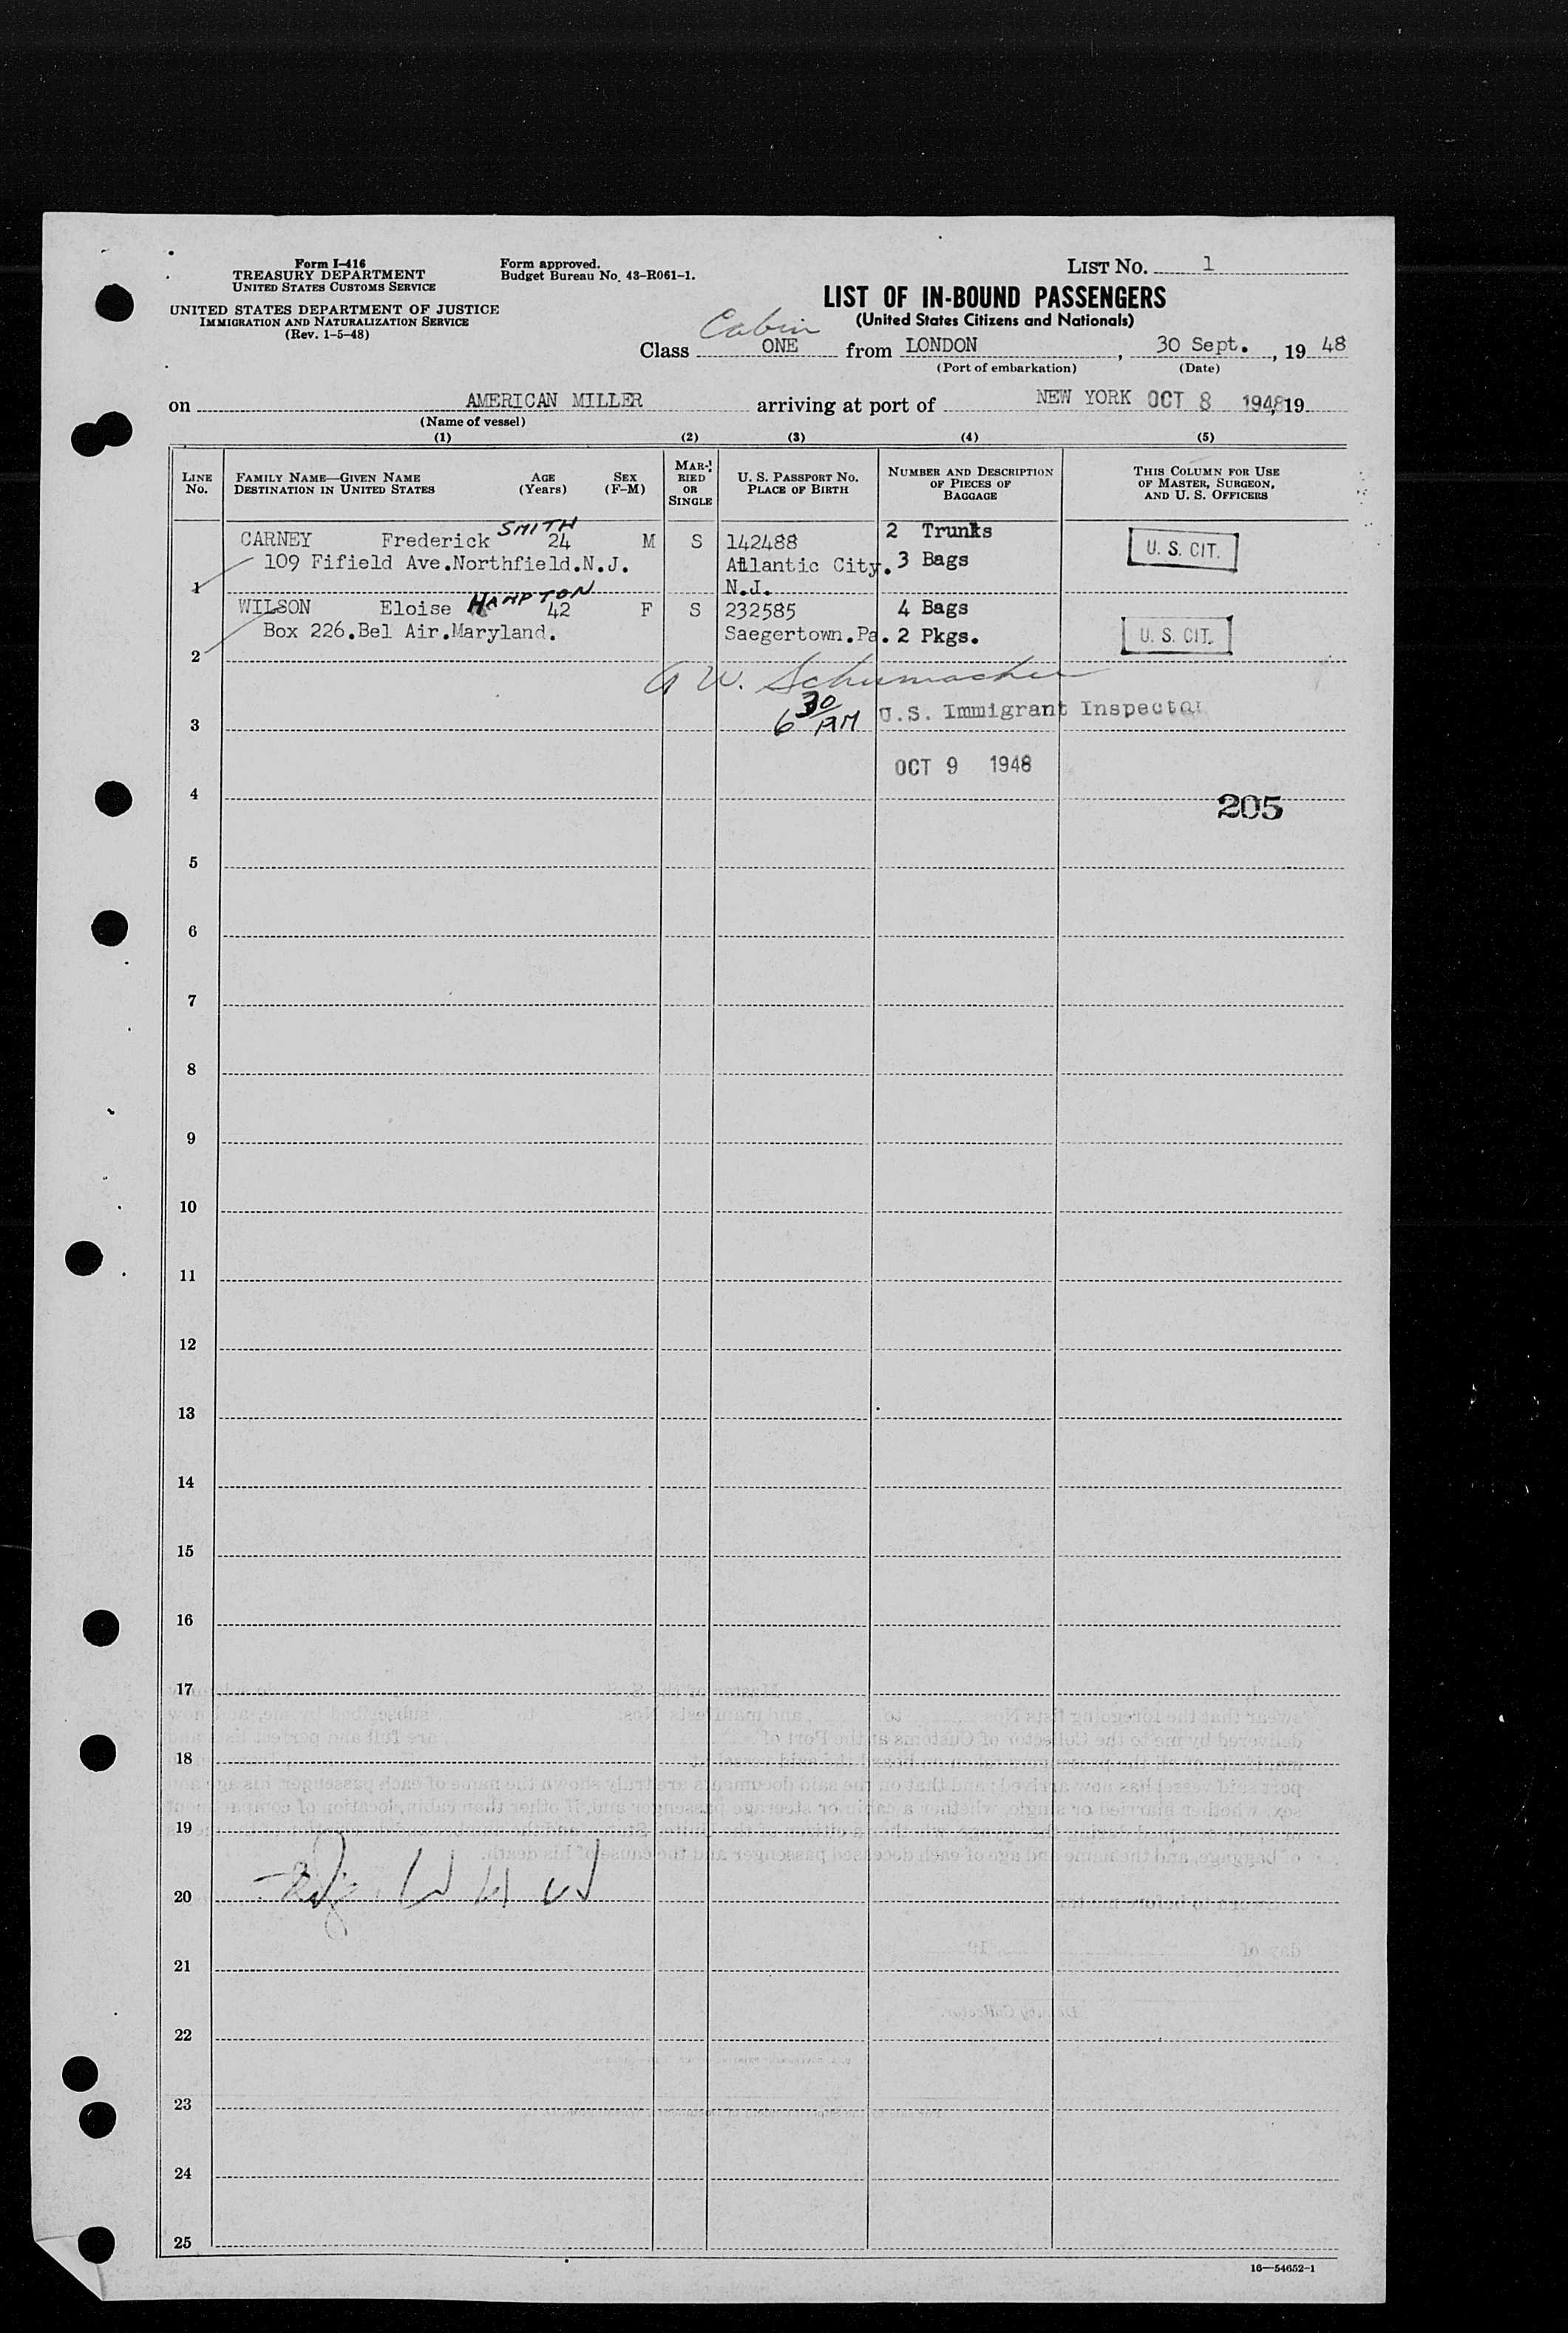 Form I-416
TREASURY DEPARTMENT
UNITED STATES CUSTOMS SERVICE
UNITED STATES DEPARTMENT OF JUSTICE
IMMIGRATION AND NATURALIZATION SERVICE
(Rev. 1-5-48)
Form approved.
Budget Bureau No. 43-R061-1.
LIST No. 1
LIST OF IN-BOUND PASSENGERS
(United States Citizens and Nationals)
Cabin
Class ONE from LONDON, 30 Sept., 19 48
(Port of embarkation) (Date)
on AMERICAN MILLER arriving at port of NEW YORK OCT 8 1948, 19
(Name of vessel)
(1) (2) (3) (4) (5)
LINE No.
FAMILY NAME—GIVEN NAME AGE SEX
DESTINATION IN UNITED STATES (Years) (F-M)
MARRIED OR SINGLE
U. S. PASSPORT No.
PLACE OF BIRTH
NUMBER AND DESCRIPTION OF PIECES OF BAGGAGE
THIS COLUMN FOR USE OF MASTER, SURGEON, AND U. S. OFFICERS
SMITH
CARNEY Frederick 24 M S 142488 2 Trunks U. S. CIT.
109 Fifield Ave.Northfield.N.J. Atlantic City. 3 Bags
1 N.J.
HAMPTON
WILSON Eloise 42 F S 232585 4 Bags
Box 226.Bel Air.Maryland. Saegertown.Pa. 2 Pkgs. U. S. CIT.
2
A W. Schumacher
3 6 30 PM U.S. Immigrant Inspector
OCT 9 1948
4 205
5
6
7
8
9
10
11
12
13
14
15
16
17
18
19
20
21
22
23
24
25
16—54652-1